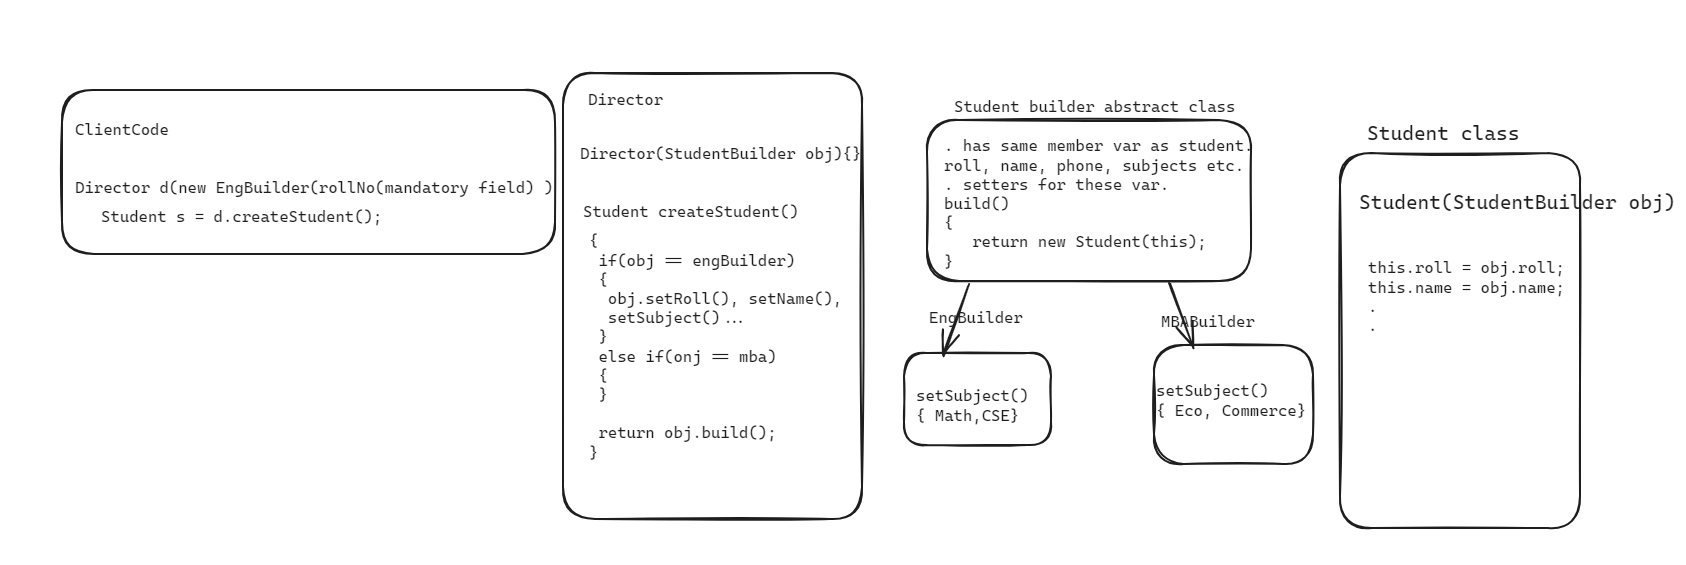 ClientCode
Director d(new EngBuilder(rollNo(mandatory field) )
Student s = d.createStudent();
Director
Director(StudentBuilder obj){}
Student createStudent()
{
if(obj == engBuilder)
{
obj.setRoll(), setName(),
setSubject()...
}
else if(onj == mba)
{
}
return obj.build();
}
Student builder abstract class
. has same member var as student.
roll, name, phone, subjects etc.
. setters for these var.
build()
{
return new Student(this);
}
EngBuilder
setSubject()
{ Math,CSE}
MBABuilder
setSubject()
{ Eco, Commerce}
Student class
Student(StudentBuilder obj)
this.roll = obj.roll;
this.name = obj.name;
.
.